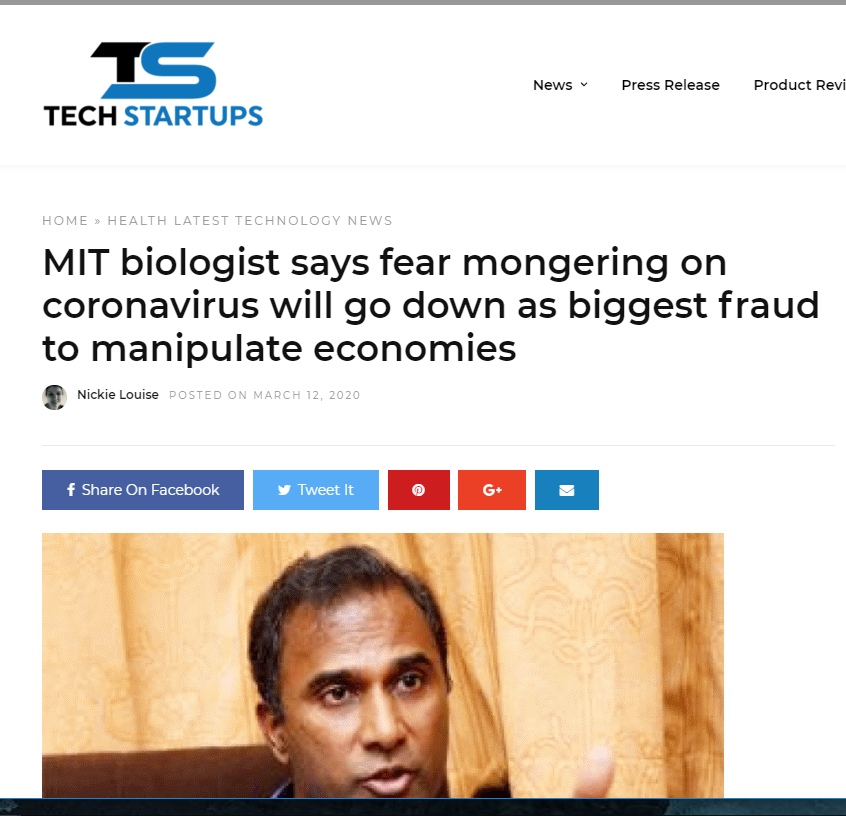 TS
TECH STARTUPS
News
Press Release
Product Revi
HOME » HEALTH LATEST TECHNOLOGY NEWS
MIT biologist says fear mongering on
coronavirus will go down as biggest fraud
to manipulate economies
Nickie Louise POSTED ON MARCH 12, 2020
f Share On Facebook
Tweet It
G+